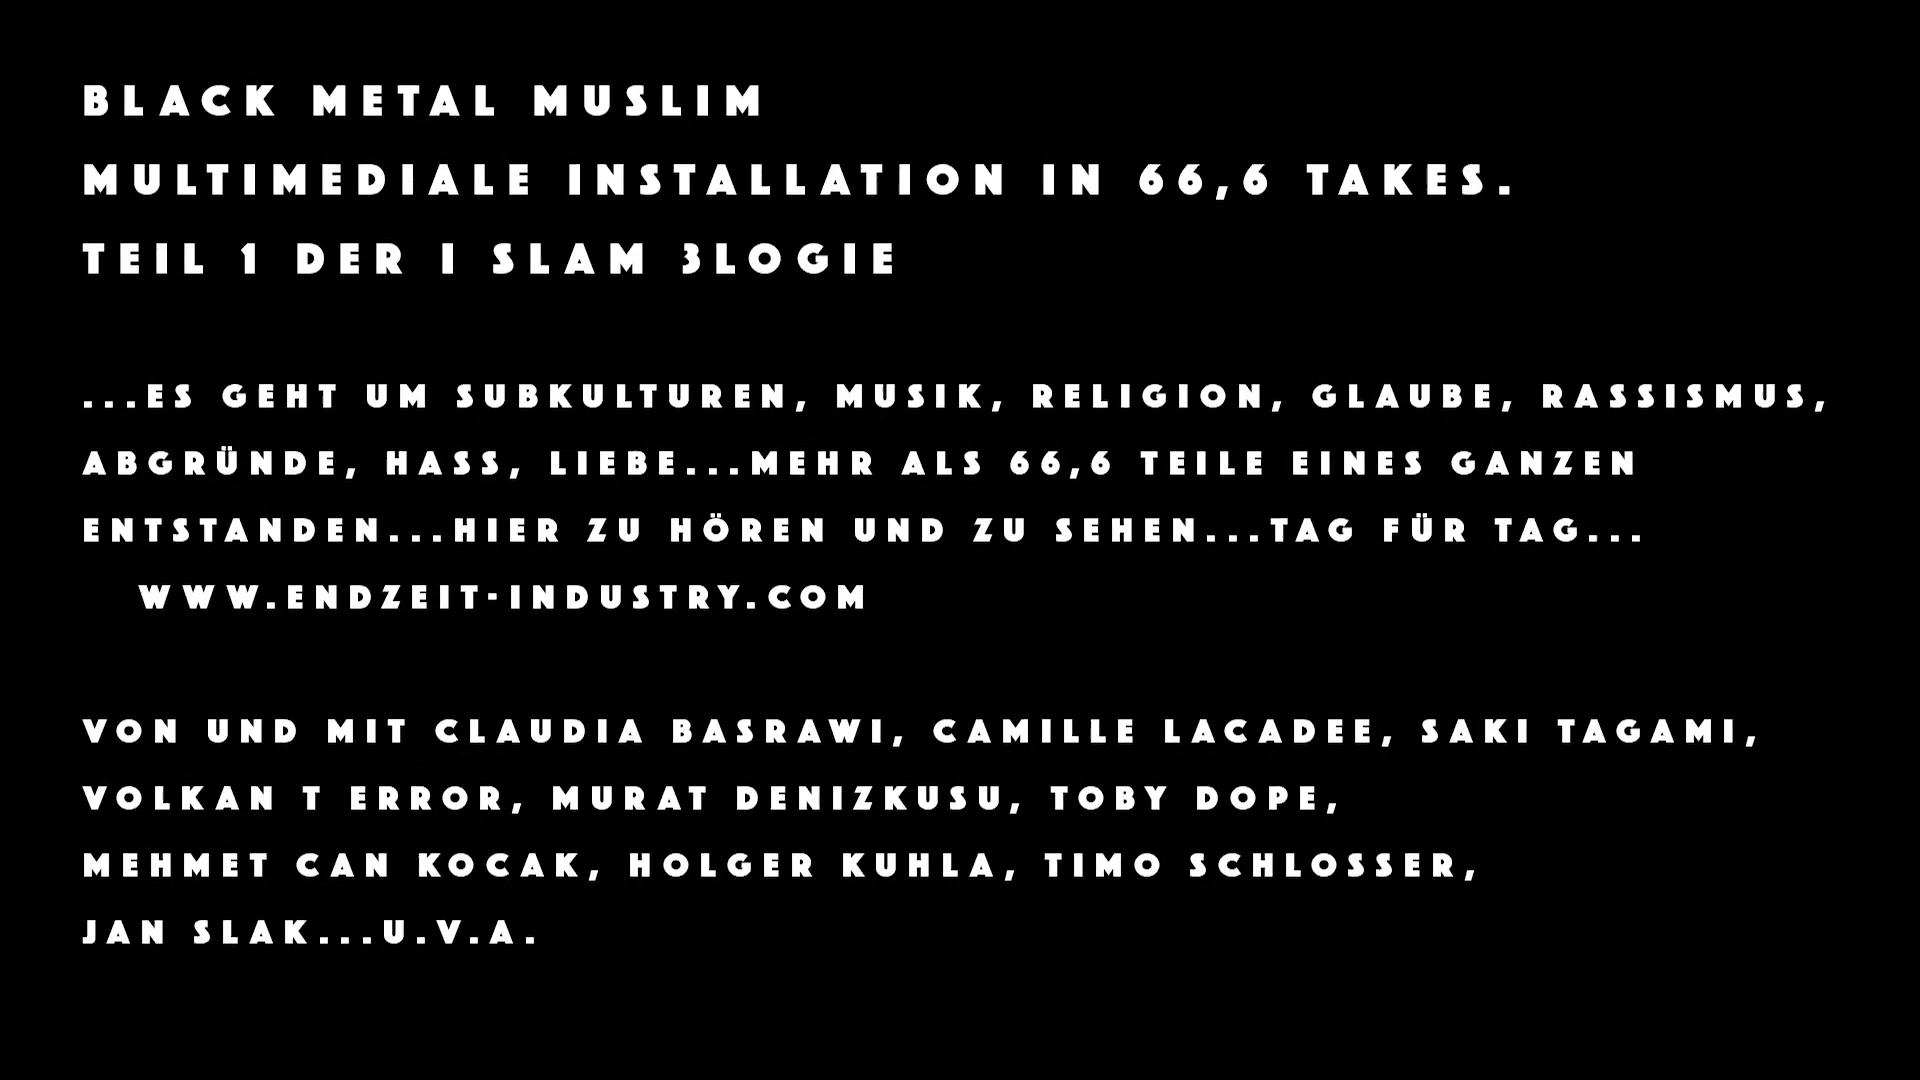 BLACK METAL MUSLIM
MULTIMEDIALE INSTALLATION IN 66,6 TAKES.
TEIL 1 DER I SLAM 3LOGIE
...ES GEHT UM SUBKULTUREN, MUSIK, RELIGION, GLAUBE, RASSISMUS,
ABGRÜNDE, HASS, LIEBE...MEHR ALS 66,6 TEILE EINES GANZEN
ENTSTANDEN...HIER ZU HÖREN UND ZU SEHEN...TAG FÜR TAG...
WWW.ENDZEIT-INDUSTRY.COM
VON UND MIT CLAUDIA BASRAWI, CAMILLE LACADEE, SAKI TAGAMI,
VOLKAN T ERROR, MURAT DENIZKUSU, TOBY DOPE,
MEHMET CAN KOCAK, HOLGER KUHLA, TIMO SCHLOSSER,
JAN SLAK...U.V.A.